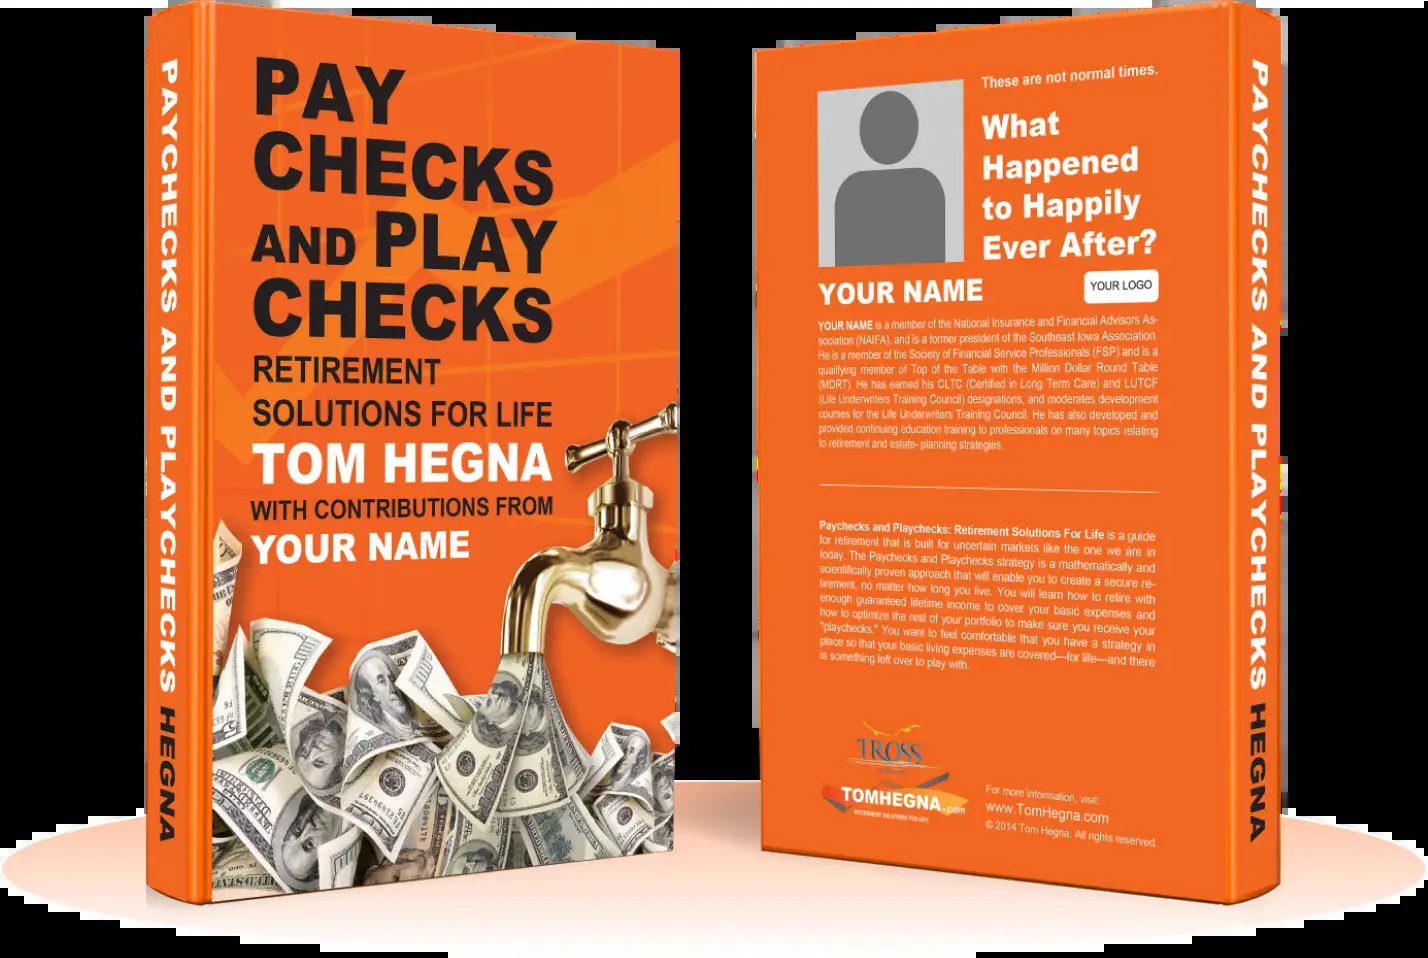 PAYCHECKS AND PLAYCHECKS HEGNA
PAY
CHECKS
AND PLAY
CHECKS
RETIREMENT
SOLUTIONS FOR LIFE
TOM HEGNA
WITH CONTRIBUTIONS FROM
YOUR NAME
These are not normal times.
What
Happened
to Happily
Ever After?
YOUR NAME
YOUR LOGO
YOUR NAME is a member of the National Insurance and Financial Advisors As-
sociation (NAIFA), and is a former president of the Southeast Iowa Association.
He is a member of the Society of Financial Service Professionals (FSP) and is a
qualifying member of Top of the Table with the Million Dollar Round Table
(MDRT). He has earned his CLTC (Certified in Long Term Care) and LUTCF
(Life Underwriters Training Council) designations, and moderates development
courses for the Life Underwriters Training Council. He has also developed and
provided continuing education training to professionals on many topics relating
to retirement and estate- planning strategies.
Paychecks and Playchecks: Retirement Solutions For Life is a guide
for retirement that is built for uncertain markets like the one we are in
today. The Paychecks and Playchecks strategy is a mathematically and
scientifically proven approach that will enable you to create a secure re-
tirement, no matter how long you live. You will learn how to retire with
enough guaranteed lifetime income to cover your basic expenses and
how to optimize the rest of your portfolio to make sure you receive your
"playchecks." You want to feel comfortable that you have a strategy in
place so that your basic living expenses are covered—for life—and there
is something left over to play with.
TROSS
TOMHEGNA.com
RETIREMENT SOLUTIONS FOR LIFE
For more information, visit:
www.TomHegna.com
© 2014 Tom Hegna. All rights reserved.
PAYCHECKS AND PLAYCHECKS HEGNA